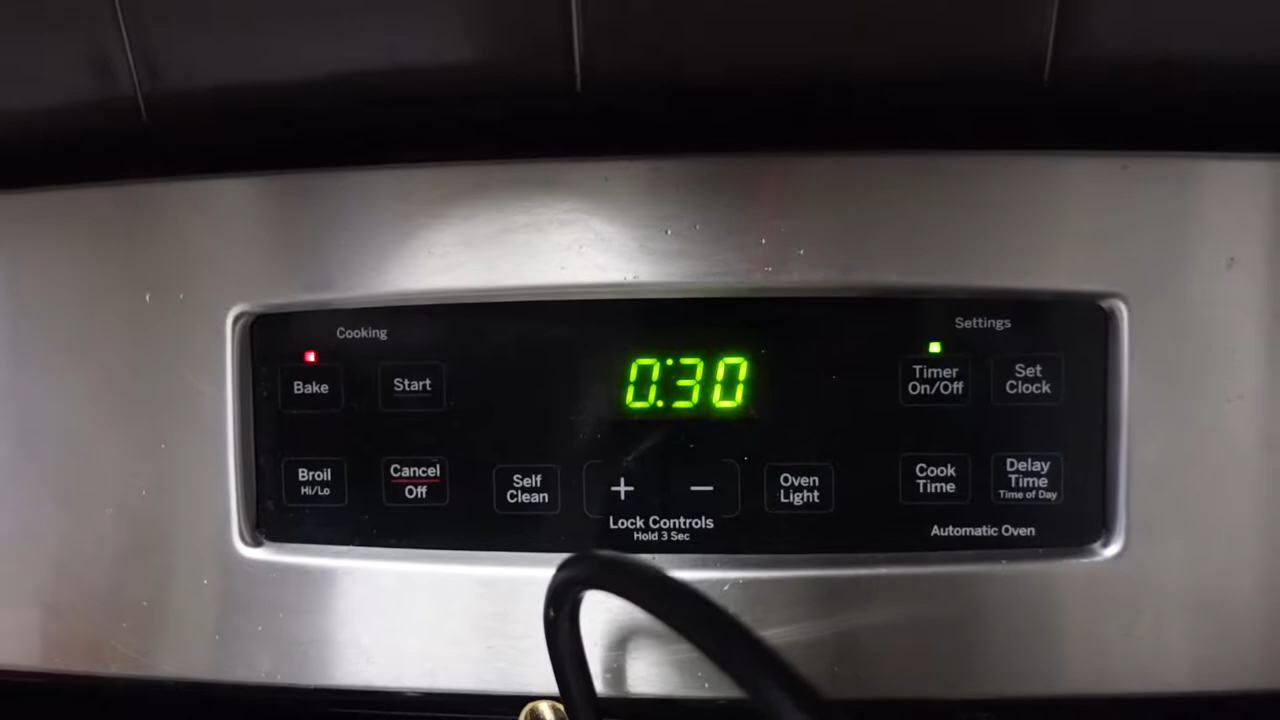 Cooking
Settings
Bake
Start
0:30
Timer
On/Off
Set
Clock
Broil
Hi/Lo
Cancel
Off
Self
Clean
+
−
Oven
Light
Cook
Time
Delay
Time
Time of Day
Lock Controls
Hold 3 Sec
Automatic Oven